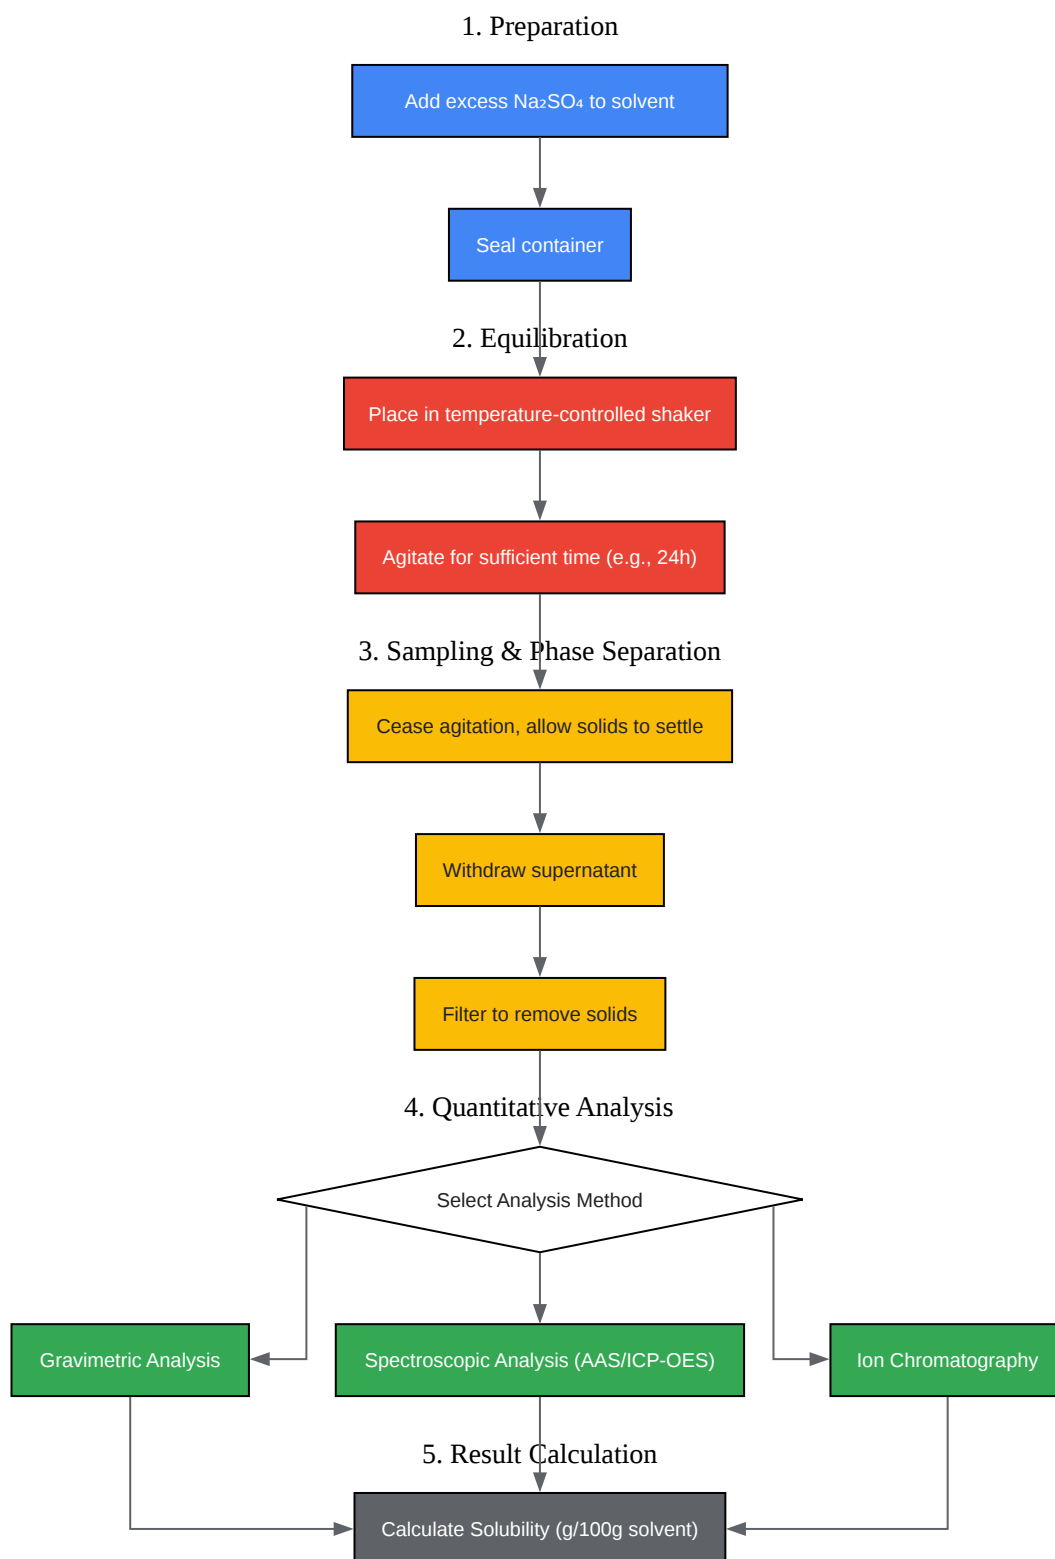 1. Preparation
Add excess Na₂SO₄ to solvent
Seal container
2. Equilibration
Place in temperature-controlled shaker
Agitate for sufficient time (e.g., 24h)
3. Sampling & Phase Separation
Cease agitation, allow solids to settle
Withdraw supernatant
Filter to remove solids
4. Quantitative Analysis
Select Analysis Method
Gravimetric Analysis
Spectroscopic Analysis (AAS/ICP-OES)
Ion Chromatography
5. Result Calculation
Calculate Solubility (g/100g solvent)